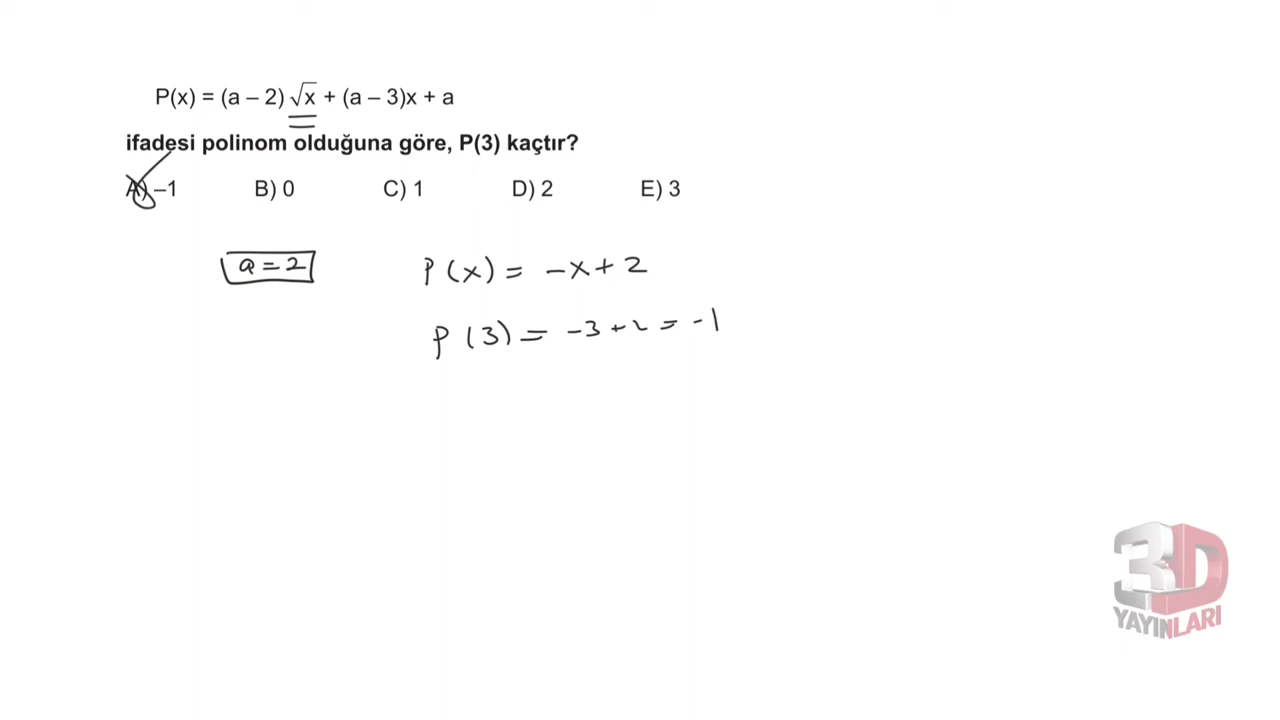 P(x) = (a – 2) √x + (a – 3)x + a
ifadesi polinom olduğuna göre, P(3) kaçtır?
A) –1 B) 0 C) 1 D) 2 E) 3
a = 2 P(x) = -x + 2
P(3) = -3 + 2 = -1
3D
YAYINLARI